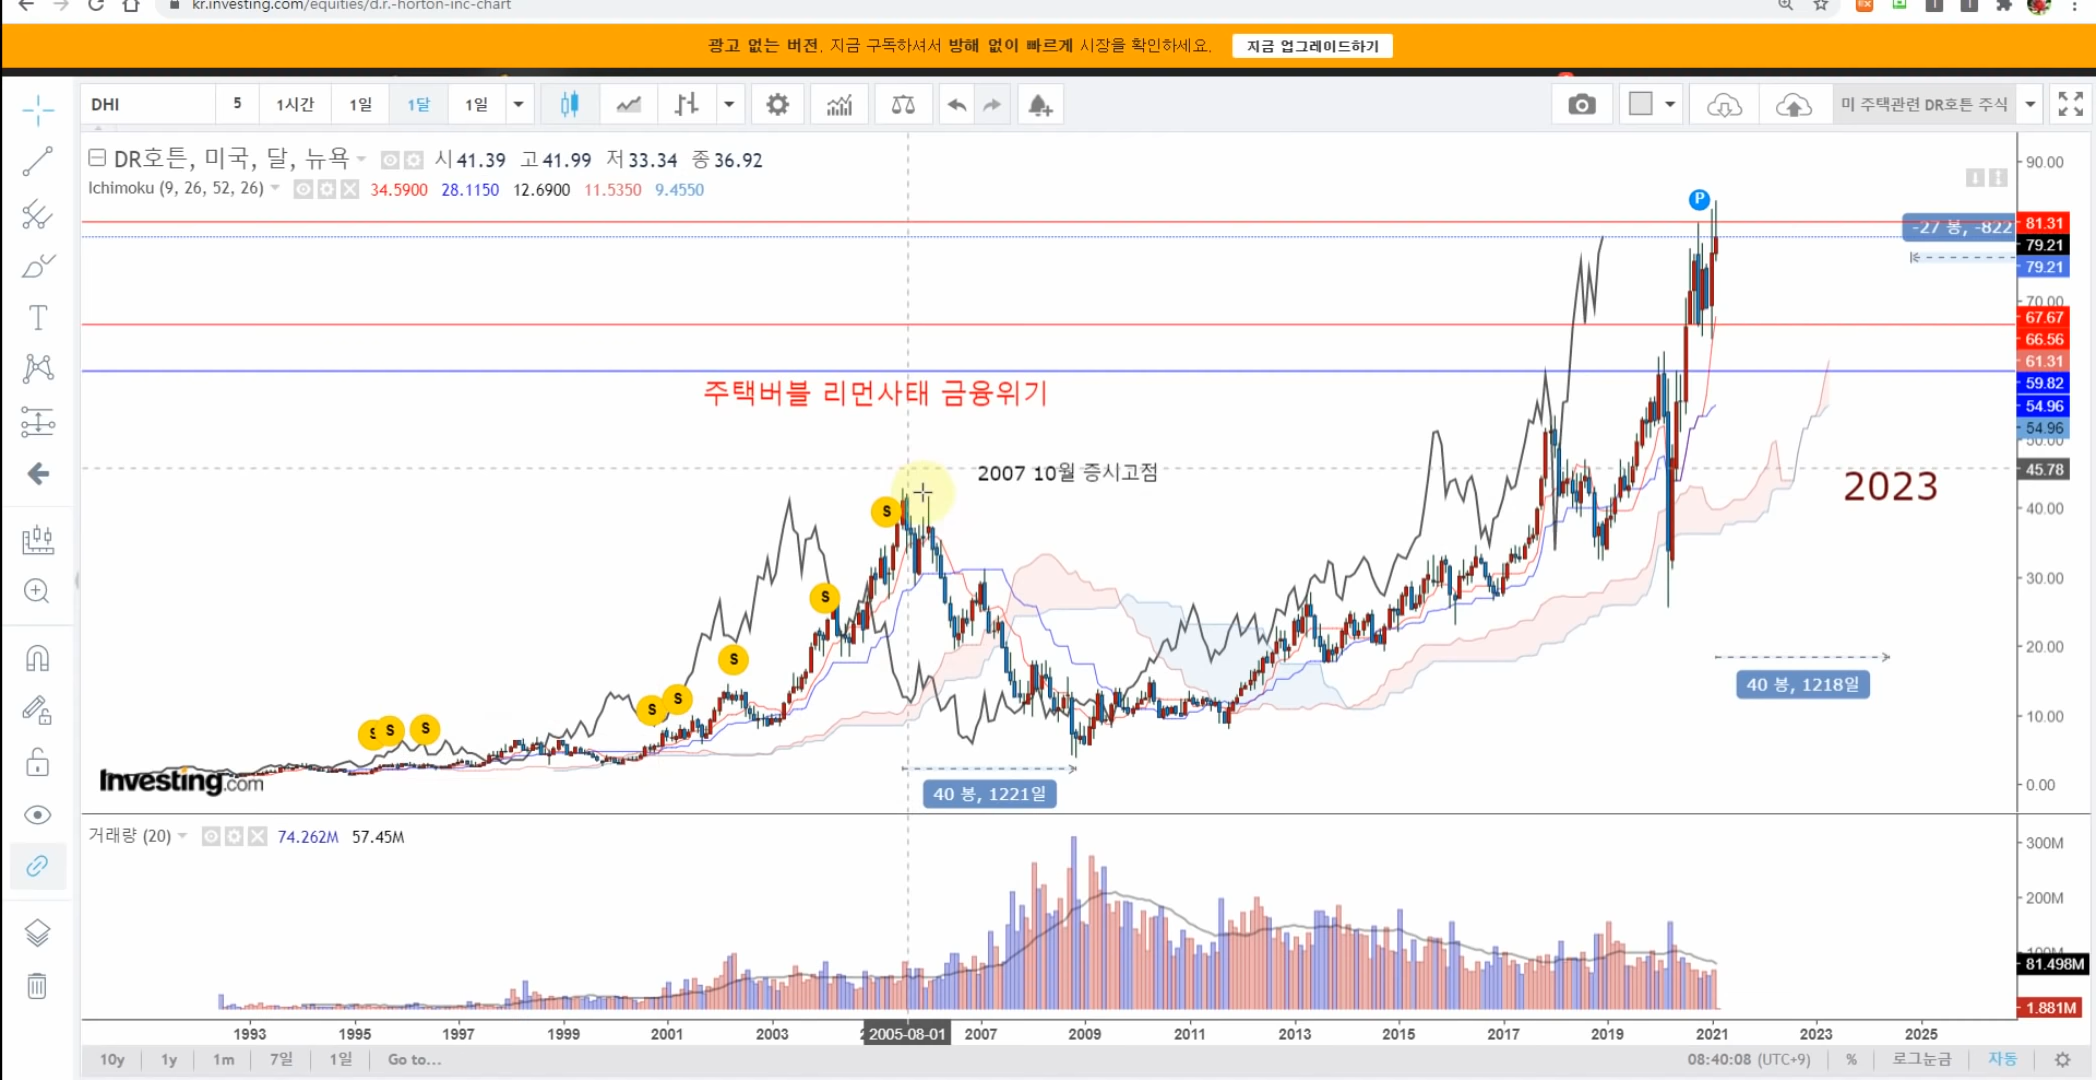 kr.investing.com/equities/d.r.-horton-inc-chart
광고 없는 버전. 지금 구독하셔서 방해 없이 빠르게 시장을 확인하세요. 지금 업그레이드하기
DHI 5 1시간 1일 1달 1일 미 주택관련 DR호튼 주식
DR호튼, 미국, 달, 뉴욕 시 41.39 고 41.99 저 33.34 종 36.92
Ichimoku (9, 26, 52, 26) 34.5900 28.1150 12.6900 11.5350 9.4550
90.00
P
-27 봉, -822
81.31
79.21
79.21
70.00
67.67
66.56
61.31
59.82
54.96
54.96
50.00
45.78
40.00
30.00
20.00
10.00
0.00
주택버블 리먼사태 금융위기
2007 10월 증시고점
2023
S
S
S
S
S
S
S
S
40 봉, 1218일
40 봉, 1221일
Investing.com
거래량 (20) 74.262M 57.45M
300M
200M
100M
81.498M
1.881M
1993 1995 1997 1999 2001 2003 2005-08-01 2007 2009 2011 2013 2015 2017 2019 2021 2023 2025
10y 1y 1m 7일 1일 Go to... 08:40:08 (UTC+9) % 로그눈금 자동